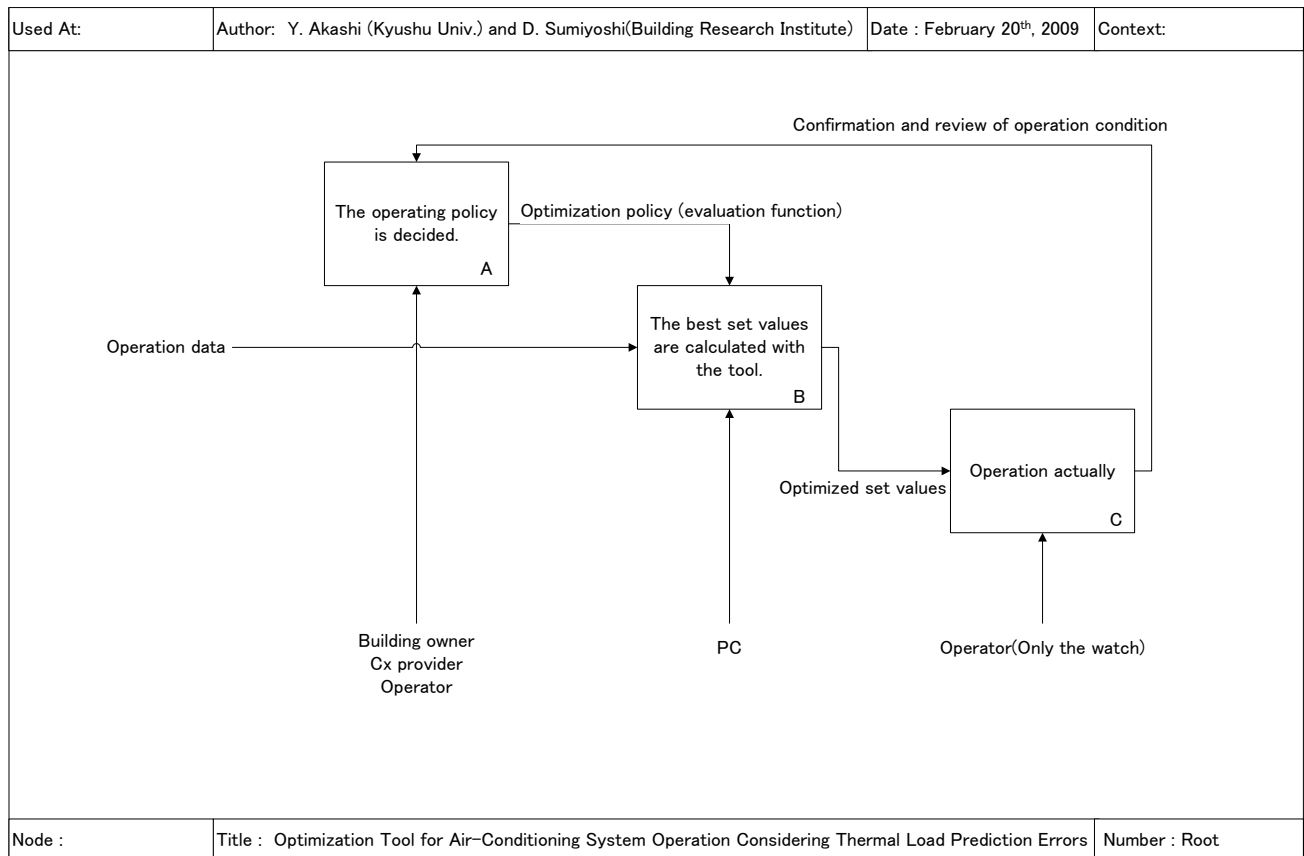 Used At:
Author: Y. Akashi (Kyushu Univ.) and D. Sumiyoshi(Building Research Institute)
Date : February 20th, 2009
Context:
Confirmation and review of operation condition
The operating policy
is decided.
A
Optimization policy (evaluation function)
The best set values
are calculated with
the tool.
B
Operation data
Operation actually
C
Optimized set values
Building owner
Cx provider
Operator
PC
Operator(Only the watch)
Node :
Title : Optimization Tool for Air-Conditioning System Operation Considering Thermal Load Prediction Errors
Number : Root